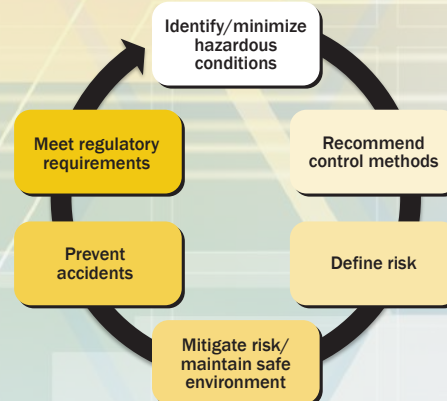 Identify/minimize
hazardous
conditions
Recommend
control methods
Define risk
Mitigate risk/
maintain safe
environment
Prevent
accidents
Meet regulatory
requirements